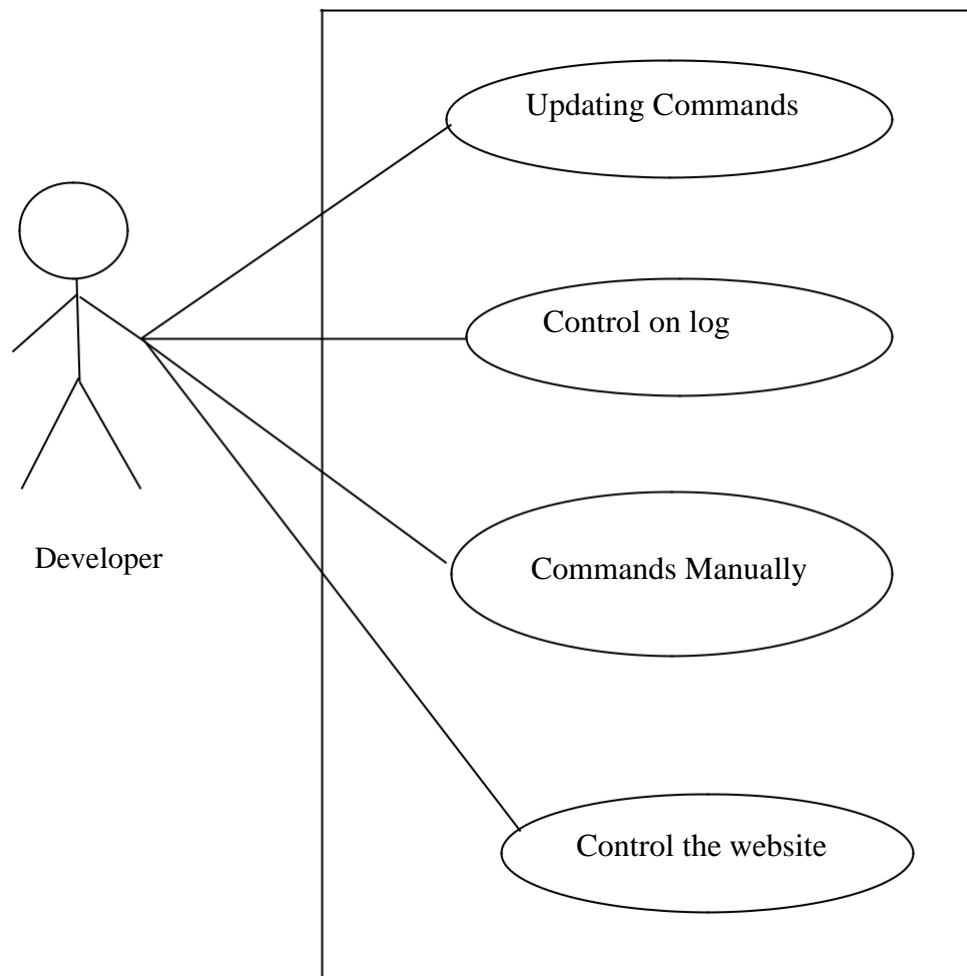 Updating Commands
Control on log
Developer
Commands Manually
Control the website